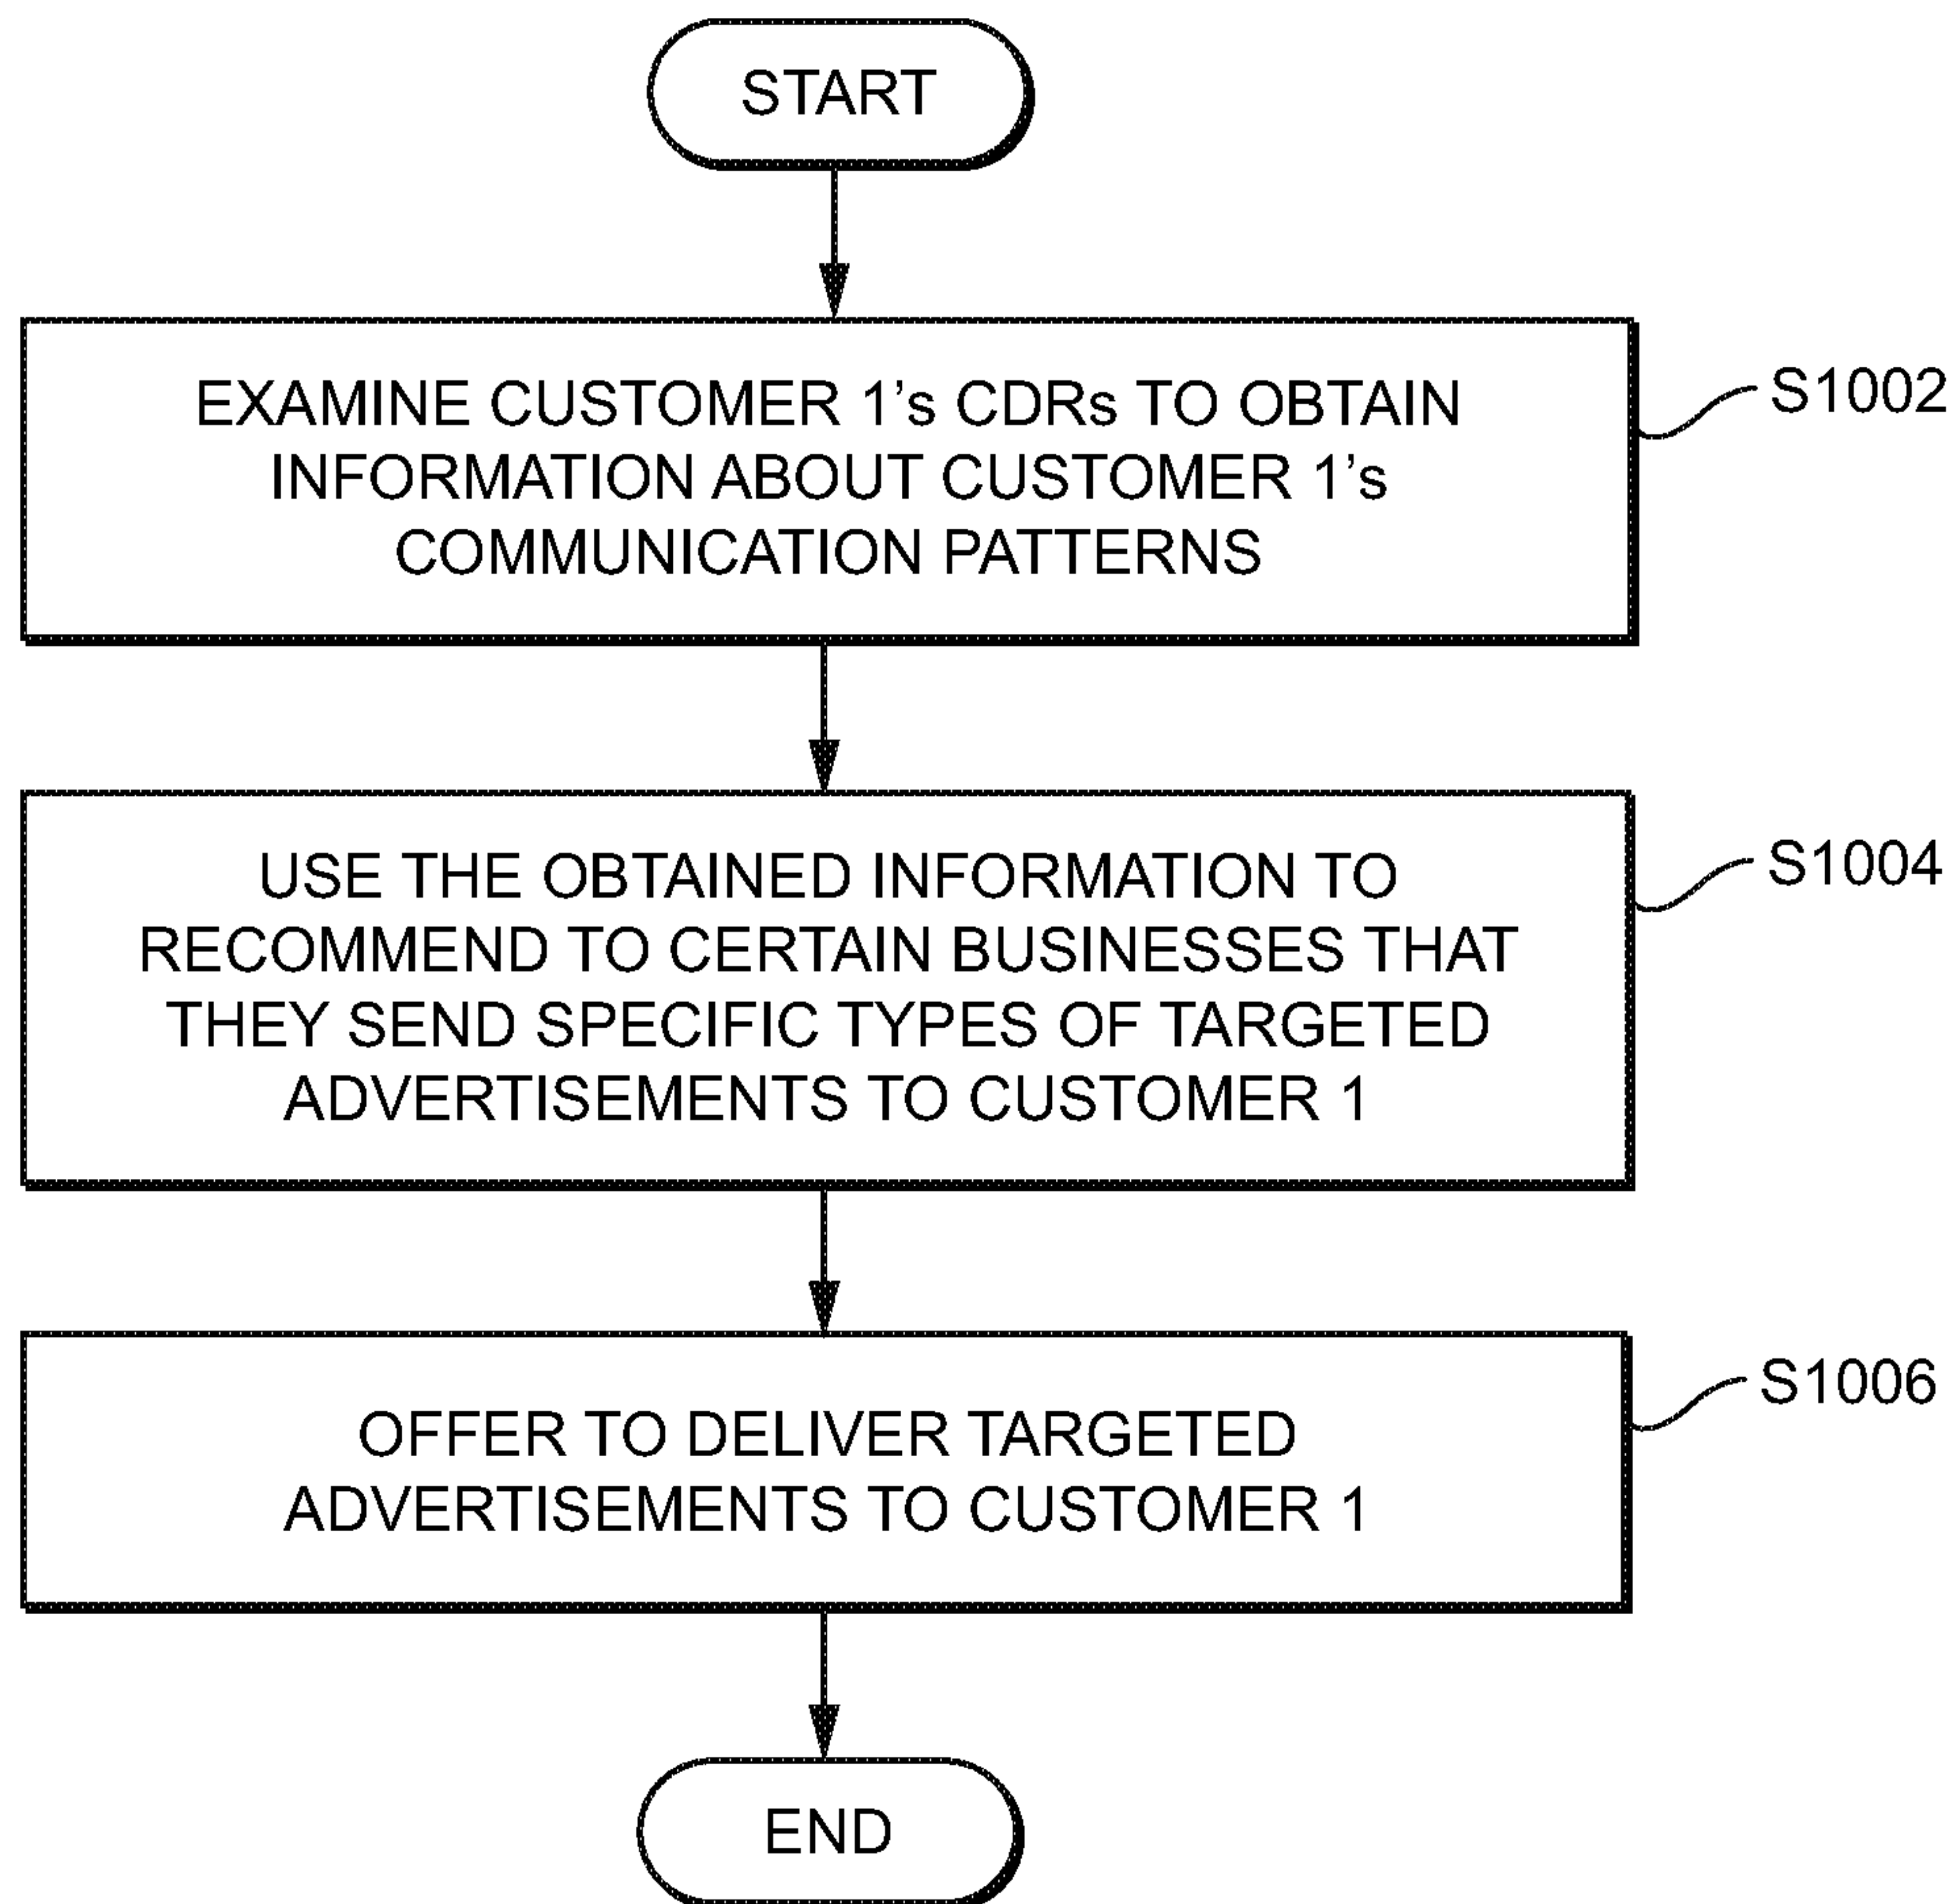 START
EXAMINE CUSTOMER 1’s CDRs TO OBTAIN
INFORMATION ABOUT CUSTOMER 1’s
COMMUNICATION PATTERNS
S1002
USE THE OBTAINED INFORMATION TO
RECOMMEND TO CERTAIN BUSINESSES THAT
THEY SEND SPECIFIC TYPES OF TARGETED
ADVERTISEMENTS TO CUSTOMER 1
S1004
OFFER TO DELIVER TARGETED
ADVERTISEMENTS TO CUSTOMER 1
S1006
END